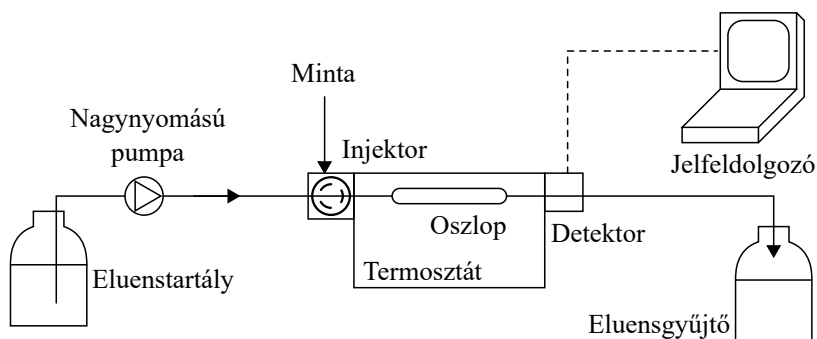 Minta
Nagynyomású
pumpa
Injektor
Jelfeldolgozó
Oszlop
Detektor
Termosztát
Eluenstartály
Eluensgyűjtő